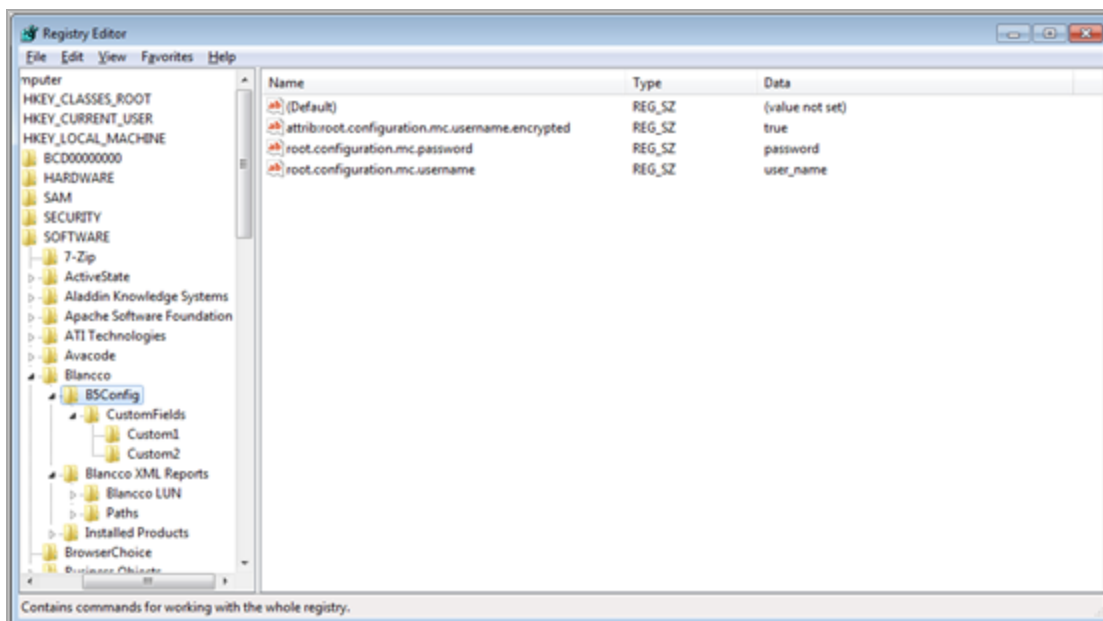 Registry Editor
File Edit View Favorites Help
mputer
HKEY_CLASSES_ROOT
HKEY_CURRENT_USER
HKEY_LOCAL_MACHINE
BCD00000000
HARDWARE
SAM
SECURITY
SOFTWARE
7-Zip
ActiveState
Aladdin Knowledge Systems
Apache Software Foundation
ATI Technologies
Avacode
Blancco
B5Config
CustomFields
Custom1
Custom2
Blancco XML Reports
Blancco LUN
Paths
Installed Products
BrowserChoice
Business Objects
Name Type Data
(Default) REG_SZ (value not set)
attrib:root.configuration.mc.username.encrypted REG_SZ true
root.configuration.mc.password REG_SZ password
root.configuration.mc.username REG_SZ user_name
Contains commands for working with the whole registry.